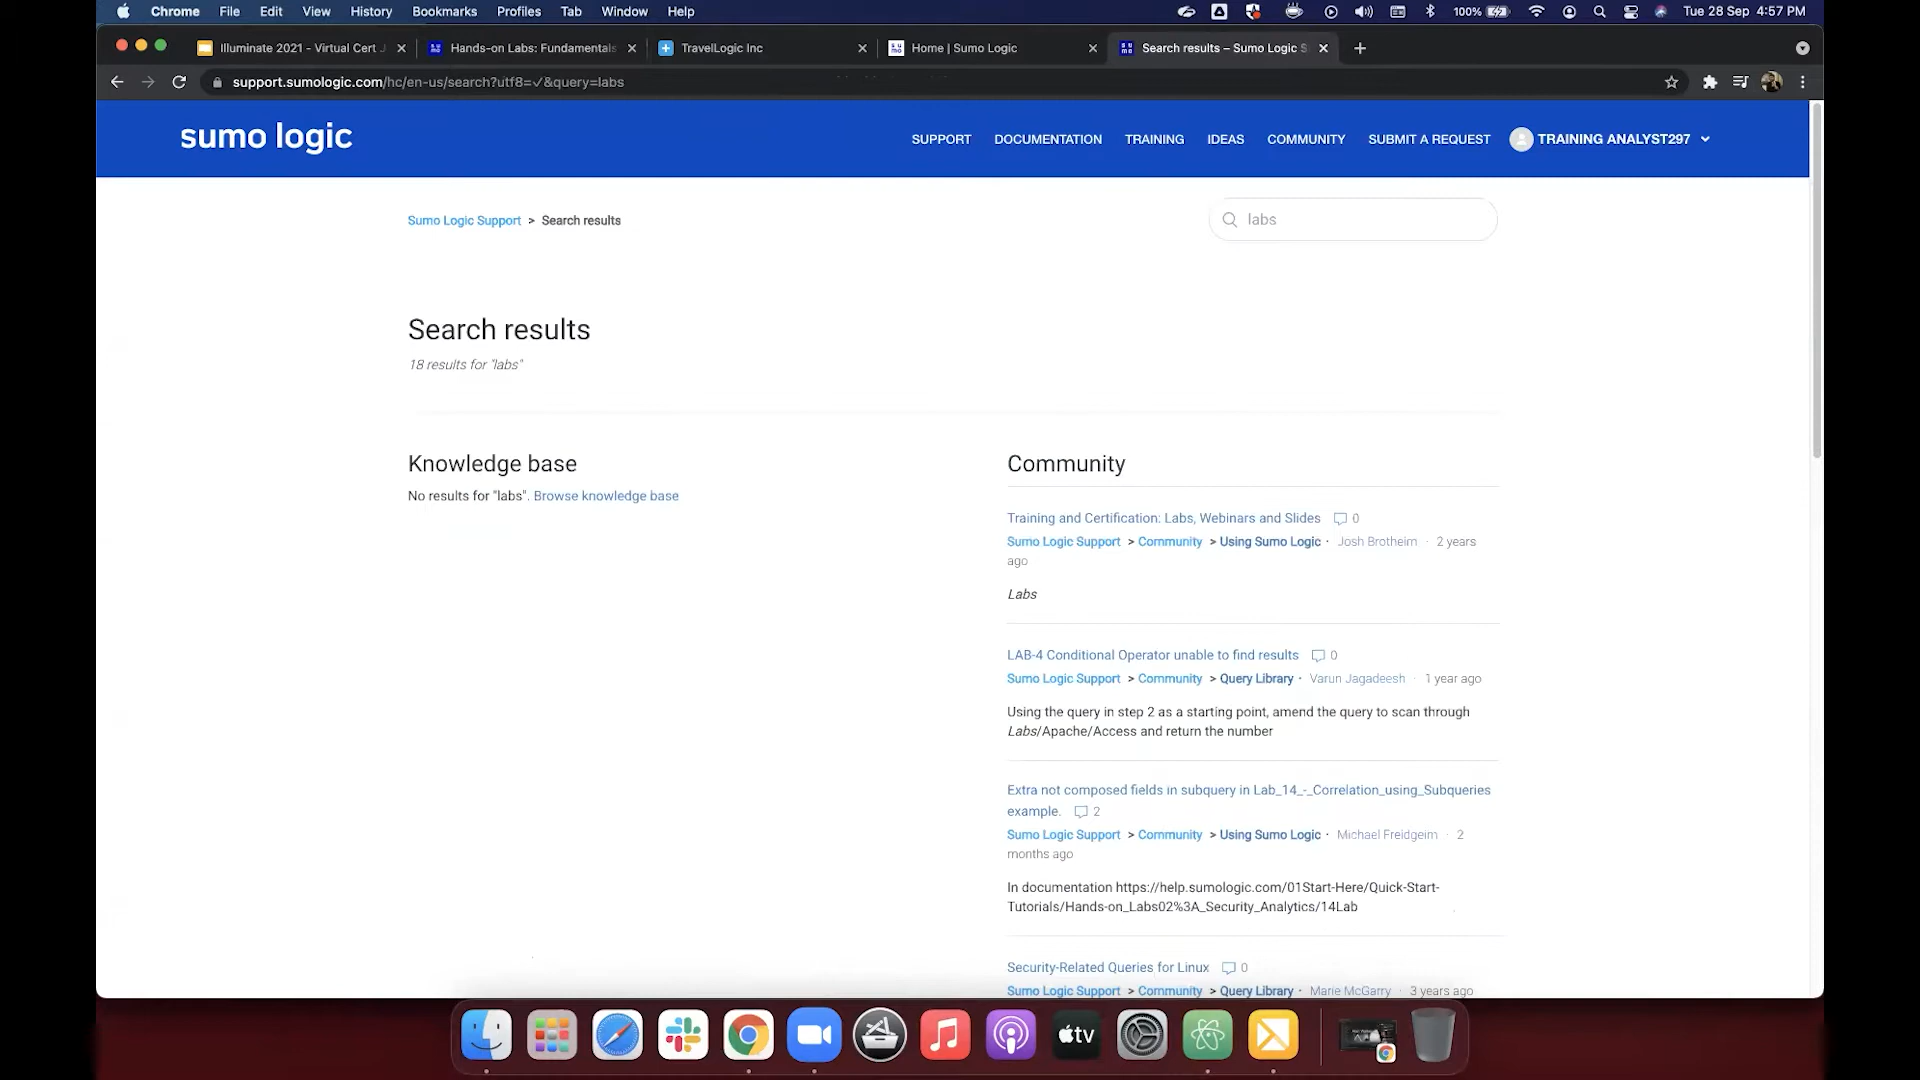 Chrome File Edit View History Bookmarks Profiles Tab Window Help 100% Tue 28 Sep 4:57 PM
Illuminate 2021 - Virtual Cert J Hands-on Labs: Fundamentals TravelLogic Inc Home | Sumo Logic Search results – Sumo Logic S
support.sumologic.com/hc/en-us/search?utf8=✓&query=labs
sumo logic SUPPORT DOCUMENTATION TRAINING IDEAS COMMUNITY SUBMIT A REQUEST TRAINING ANALYST297
Sumo Logic Support > Search results labs
Search results
18 results for "labs"
Knowledge base
No results for "labs". Browse knowledge base
Community
Training and Certification: Labs, Webinars and Slides 0
Sumo Logic Support > Community > Using Sumo Logic · Josh Brotheim · 2 years
ago
Labs
LAB-4 Conditional Operator unable to find results 0
Sumo Logic Support > Community > Query Library · Varun Jagadeesh · 1 year ago
Using the query in step 2 as a starting point, amend the query to scan through
Labs/Apache/Access and return the number
Extra not composed fields in subquery in Lab_14_-_Correlation_using_Subqueries
example. 2
Sumo Logic Support > Community > Using Sumo Logic · Michael Freidgeim · 2
months ago
In documentation https://help.sumologic.com/01Start-Here/Quick-Start-
Tutorials/Hands-on_Labs02%3A_Security_Analytics/14Lab
Security-Related Queries for Linux 0
Sumo Logic Support > Community > Query Library · Marie McGarry · 3 years ago
tv